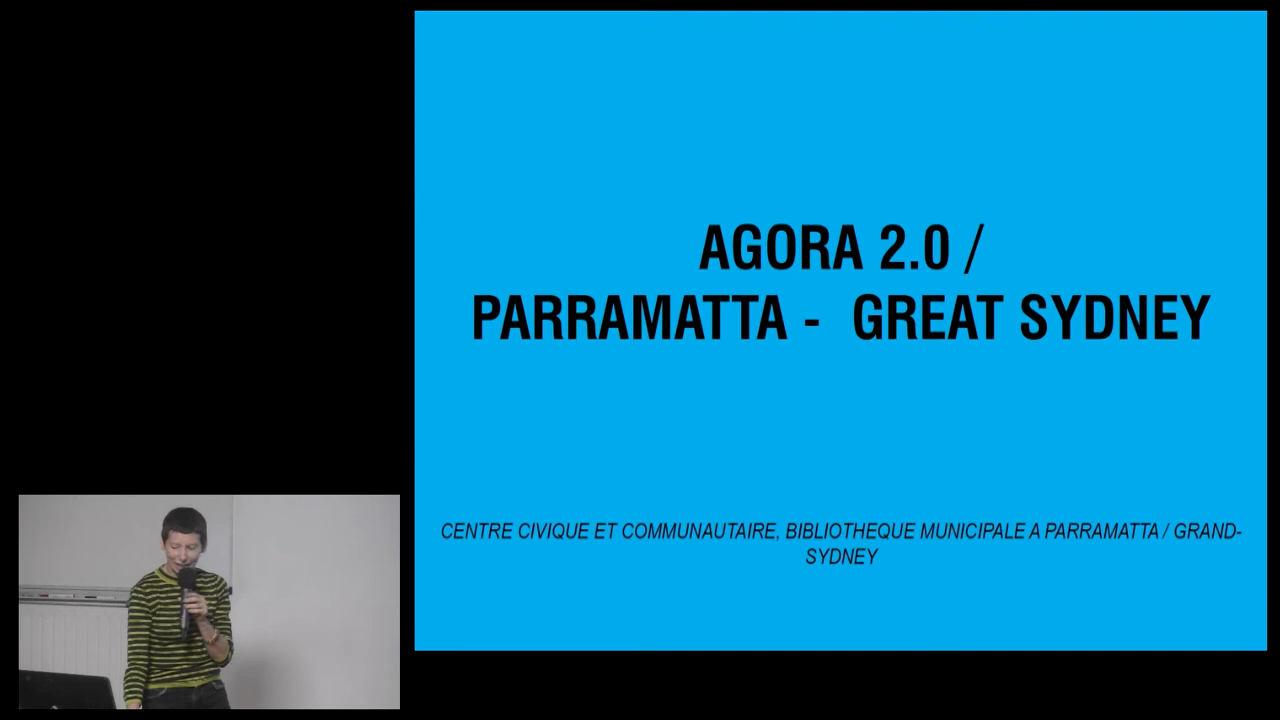 AGORA 2.0 /
PARRAMATTA - GREAT SYDNEY
CENTRE CIVIQUE ET COMMUNAUTAIRE, BIBLIOTHEQUE MUNICIPALE A PARRAMATTA / GRAND-
SYDNEY